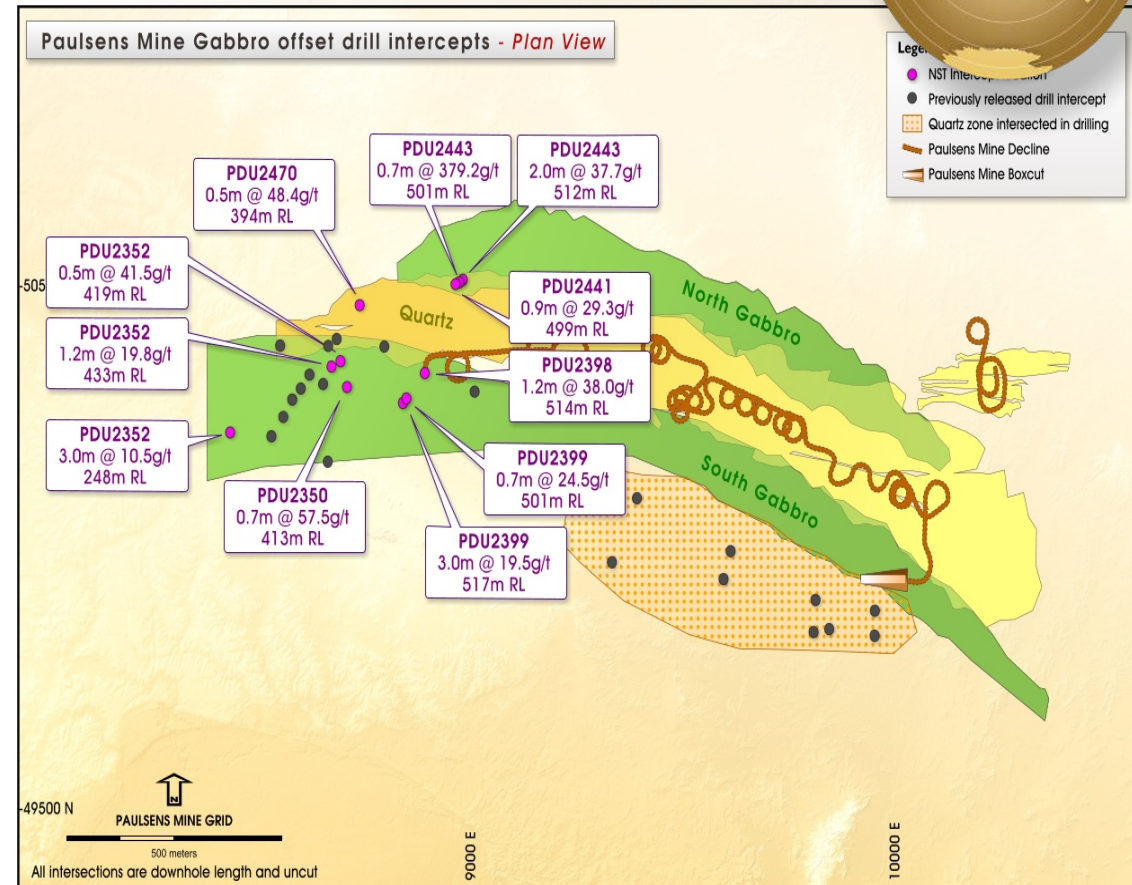 Paulsens Mine Gabbro offset drill intercepts - Plan View
NST
Previously released drill intercept
Quartz zone intersected in drilling
Paulsens Mine Decline
Paulsens Mine Boxcut
PDU2443
0.7m @ 379.2g/t
501m RL
PDU2443
2.0m @ 37.7g/t
512m RL
PDU2470
0.5m @ 48.4g/t
394m RL
PDU2352
0.5m @ 41.5g/t
419m RL
PDU2441
0.9m @ 29.3g/t
499m RL
North Gabbro
Quartz
PDU2352
1.2m @ 19.8g/t
433m RL
PDU2398
1.2m @ 38.0g/t
514m RL
PDU2352
3.0m @ 10.5g/t
248m RL
PDU2399
0.7m @ 24.5g/t
501m RL
South Gabbro
PDU2350
0.7m @ 57.5g/t
413m RL
PDU2399
3.0m @ 19.5g/t
517m RL
49500 N
N
PAULSENS MINE GRID
500 meters
All intersections are downhole length and uncut
9000 E
10000 E